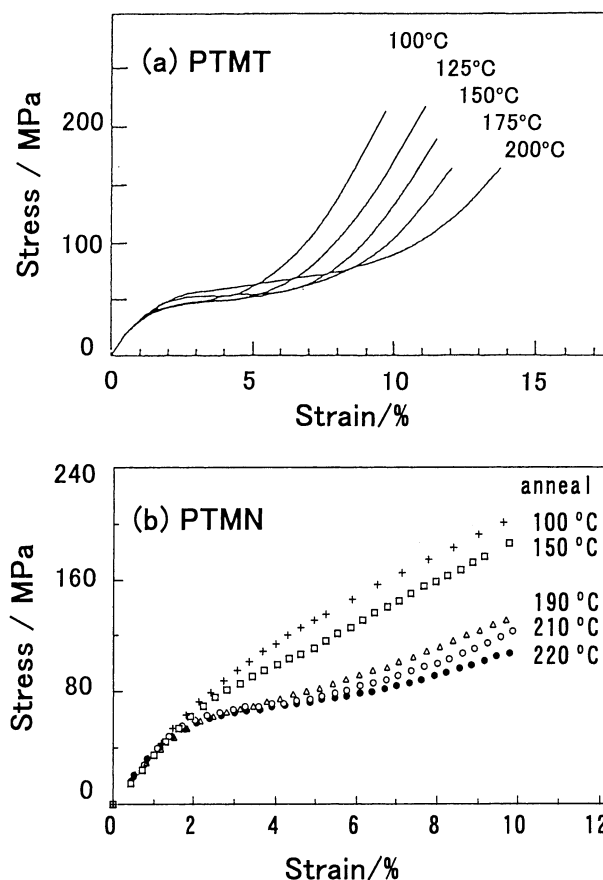 (a) PTMT
100°C
125°C
150°C
175°C
200°C
Stress / MPa
200
100
0
0 5 10 15
Strain/%
(b) PTMN
anneal
100 °C
150 °C
190 °C
210 °C
220 °C
Stress/ MPa
240
160
80
0
0 2 4 6 8 10 12
Strain/%